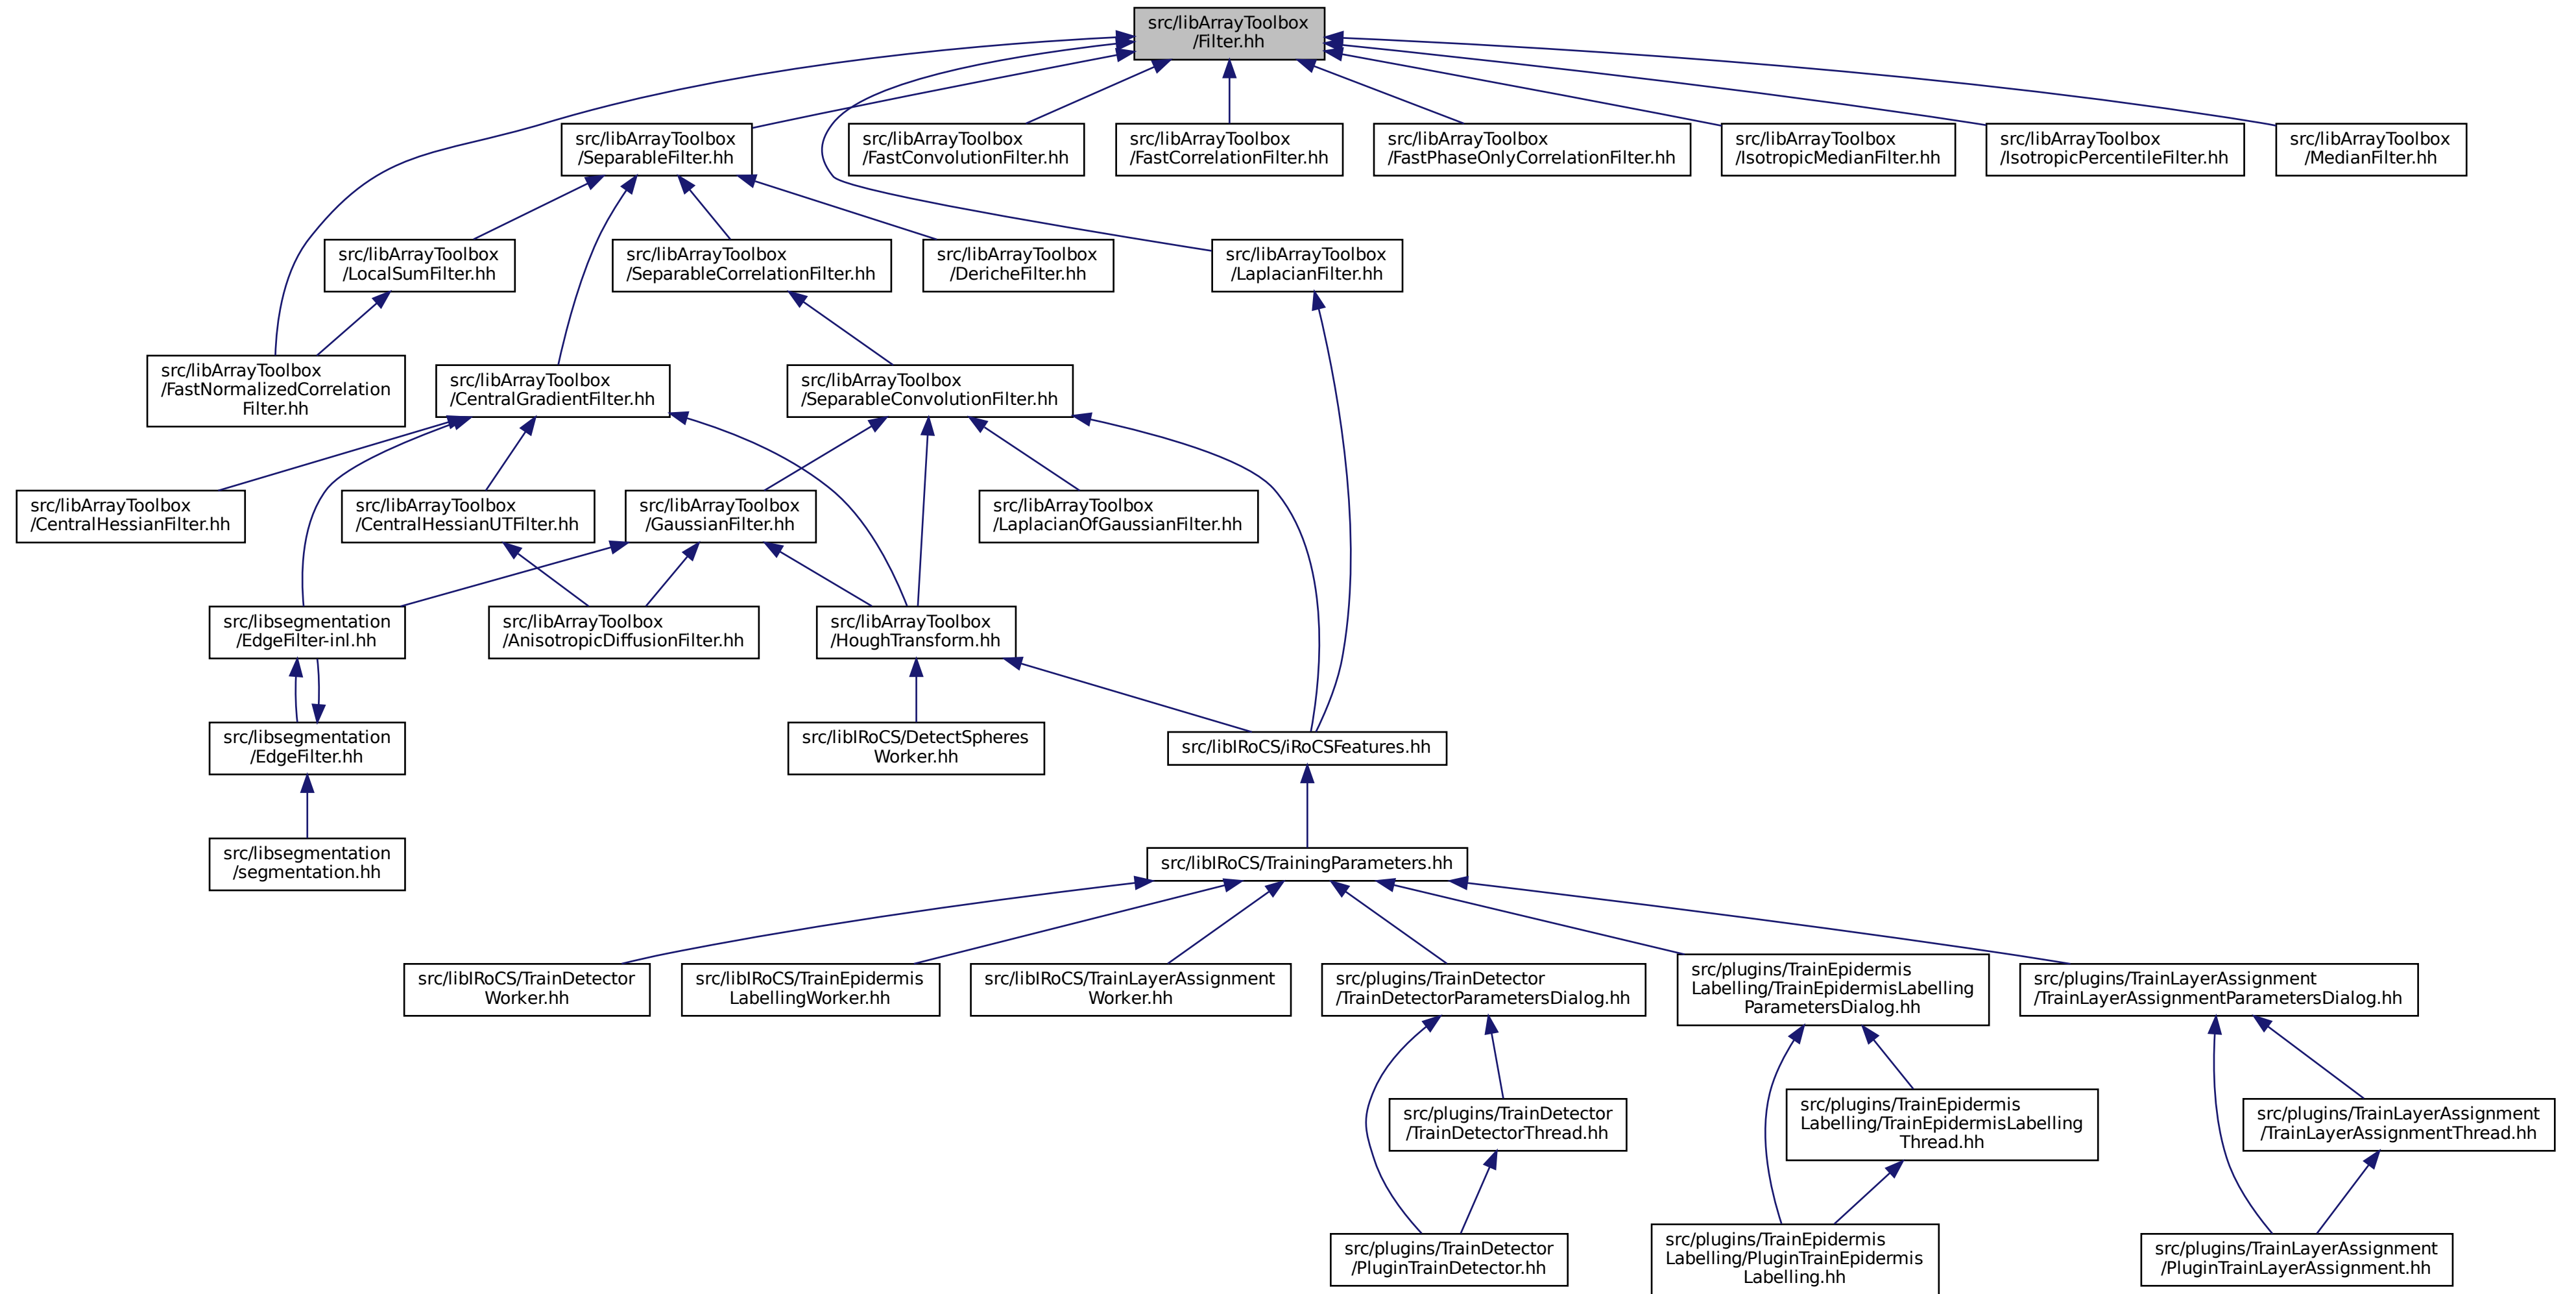 src/libArrayToolbox
/Filter.hh
src/libArrayToolbox
/SeparableFilter.hh
src/libArrayToolbox
/FastConvolutionFilter.hh
src/libArrayToolbox
/FastCorrelationFilter.hh
src/libArrayToolbox
/FastPhaseOnlyCorrelationFilter.hh
src/libArrayToolbox
/IsotropicMedianFilter.hh
src/libArrayToolbox
/IsotropicPercentileFilter.hh
src/libArrayToolbox
/MedianFilter.hh
src/libArrayToolbox
/LocalSumFilter.hh
src/libArrayToolbox
/SeparableCorrelationFilter.hh
src/libArrayToolbox
/DericheFilter.hh
src/libArrayToolbox
/LaplacianFilter.hh
src/libArrayToolbox
/FastNormalizedCorrelation
Filter.hh
src/libArrayToolbox
/CentralGradientFilter.hh
src/libArrayToolbox
/SeparableConvolutionFilter.hh
src/libArrayToolbox
/CentralHessianFilter.hh
src/libArrayToolbox
/CentralHessianUTFilter.hh
src/libArrayToolbox
/GaussianFilter.hh
src/libArrayToolbox
/LaplacianOfGaussianFilter.hh
src/libsegmentation
/EdgeFilter-inl.hh
src/libArrayToolbox
/AnisotropicDiffusionFilter.hh
src/libArrayToolbox
/HoughTransform.hh
src/libsegmentation
/EdgeFilter.hh
src/libIRoCS/DetectSpheres
Worker.hh
src/libIRoCS/iRoCSFeatures.hh
src/libsegmentation
/segmentation.hh
src/libIRoCS/TrainingParameters.hh
src/libIRoCS/TrainDetector
Worker.hh
src/libIRoCS/TrainEpidermis
LabellingWorker.hh
src/libIRoCS/TrainLayerAssignment
Worker.hh
src/plugins/TrainDetector
/TrainDetectorParametersDialog.hh
src/plugins/TrainEpidermis
Labelling/TrainEpidermisLabelling
ParametersDialog.hh
src/plugins/TrainLayerAssignment
/TrainLayerAssignmentParametersDialog.hh
src/plugins/TrainDetector
/TrainDetectorThread.hh
src/plugins/TrainEpidermis
Labelling/TrainEpidermisLabelling
Thread.hh
src/plugins/TrainLayerAssignment
/TrainLayerAssignmentThread.hh
src/plugins/TrainDetector
/PluginTrainDetector.hh
src/plugins/TrainEpidermis
Labelling/PluginTrainEpidermis
Labelling.hh
src/plugins/TrainLayerAssignment
/PluginTrainLayerAssignment.hh